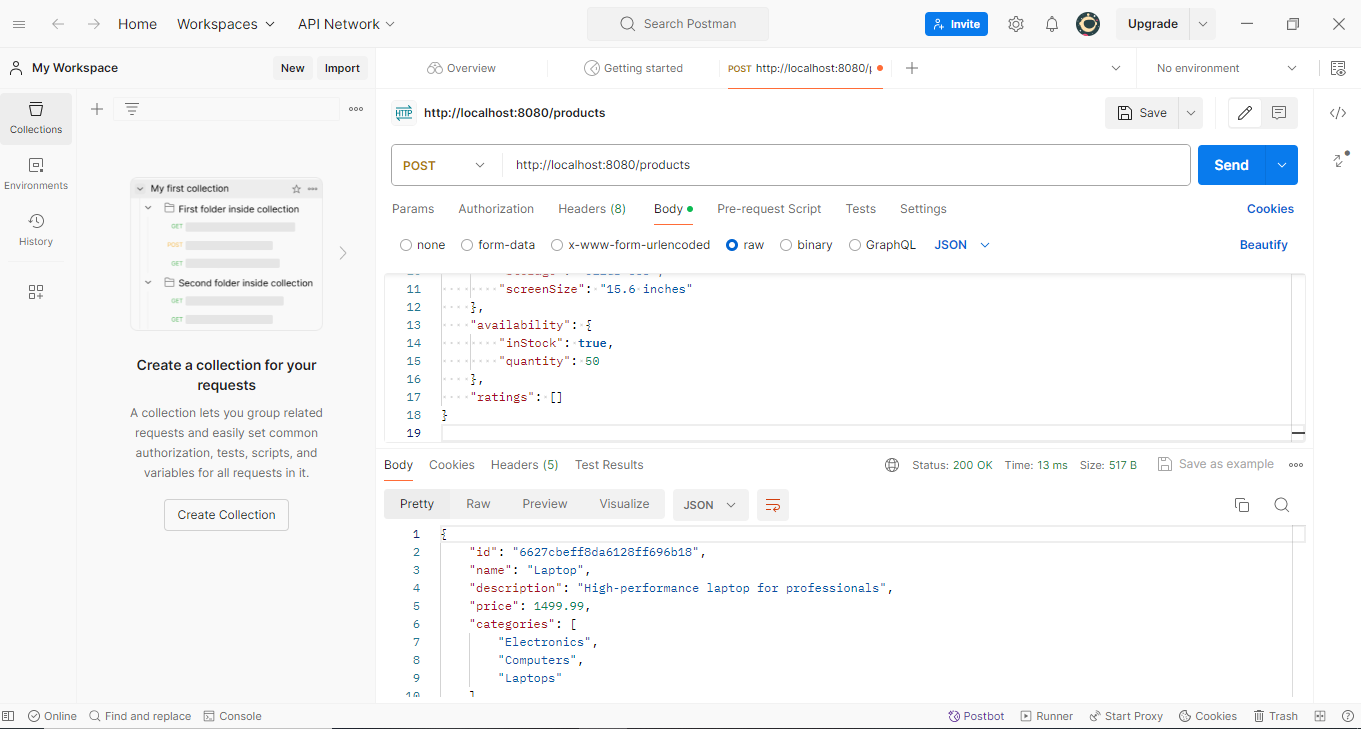 Home Workspaces API Network Search Postman Invite Upgrade
My Workspace New Import Overview Getting started POST http://localhost:8080/ No environment
Collections
Environments
History
My first collection
First folder inside collection
GET
POST
GET
Second folder inside collection
GET
GET
Create a collection for your
requests
A collection lets you group related
requests and easily set common
authorization, tests, scripts, and
variables for all requests in it.
Create Collection
HTTP http://localhost:8080/products Save
POST http://localhost:8080/products Send
Params Authorization Headers (8) Body Pre-request Script Tests Settings Cookies
none form-data x-www-form-urlencoded raw binary GraphQL JSON Beautify
11 "screenSize": "15.6 inches"
12 },
13 "availability": {
14 "inStock": true,
15 "quantity": 50
16 },
17 "ratings": []
18 }
19
Body Cookies Headers (5) Test Results Status: 200 OK Time: 13 ms Size: 517 B Save as example
Pretty Raw Preview Visualize JSON
1 {
2 "id": "6627cbeff8da6128ff696b18",
3 "name": "Laptop",
4 "description": "High-performance laptop for professionals",
5 "price": 1499.99,
6 "categories": [
7 "Electronics",
8 "Computers",
9 "Laptops"
10 ]
Online Find and replace Console Postbot Runner Start Proxy Cookies Trash